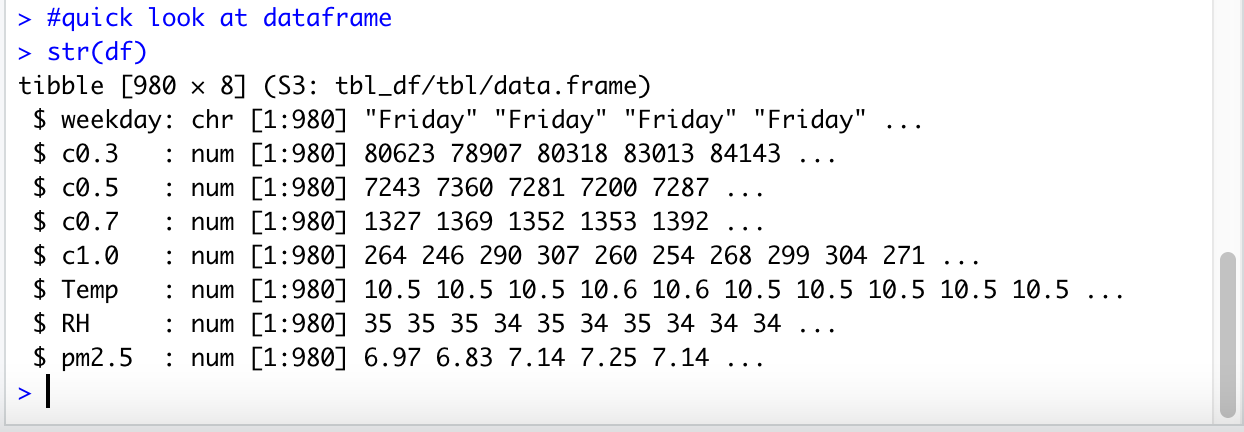 > #quick look at dataframe
> str(df)
tibble [980 × 8] (S3: tbl_df/tbl/data.frame)
 $ weekday: chr [1:980] "Friday" "Friday" "Friday" "Friday" ...
 $ c0.3   : num [1:980] 80623 78907 80318 83013 84143 ...
 $ c0.5   : num [1:980] 7243 7360 7281 7200 7287 ...
 $ c0.7   : num [1:980] 1327 1369 1352 1353 1392 ...
 $ c1.0   : num [1:980] 264 246 290 307 260 254 268 299 304 271 ...
 $ Temp   : num [1:980] 10.5 10.5 10.5 10.6 10.6 10.5 10.5 10.5 10.5 10.5 ...
 $ RH     : num [1:980] 35 35 35 34 35 34 35 34 34 34 ...
 $ pm2.5  : num [1:980] 6.97 6.83 7.14 7.25 7.14 ...
>